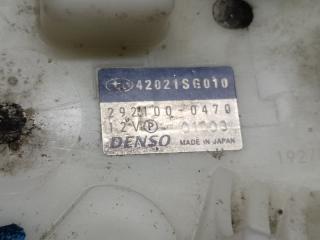 42021SG010
292100-0470
12V P
DENSO MADE IN JAPAN